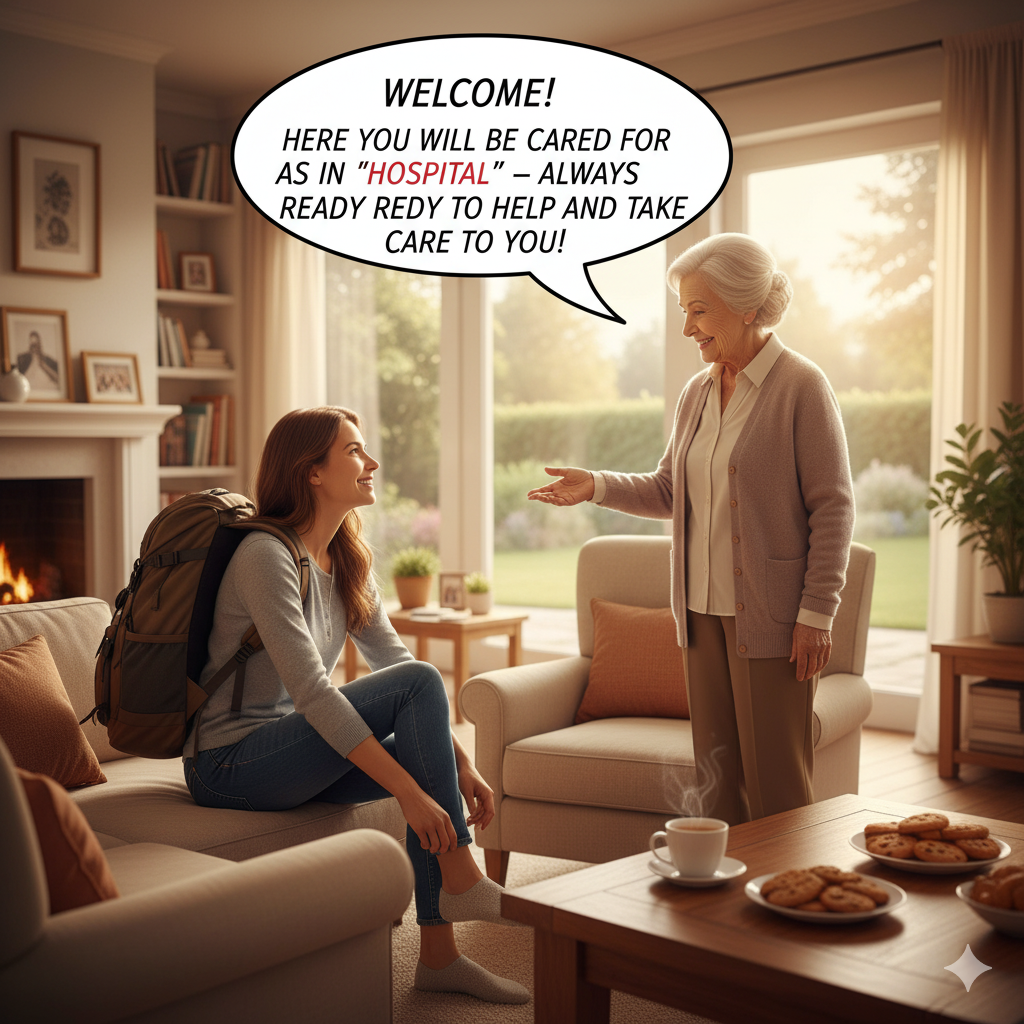 WELCOME!
HERE YOU WILL BE CARED FOR
AS IN "HOSPITAL" – ALWAYS
READY REDY TO HELP AND TAKE
CARE TO YOU!